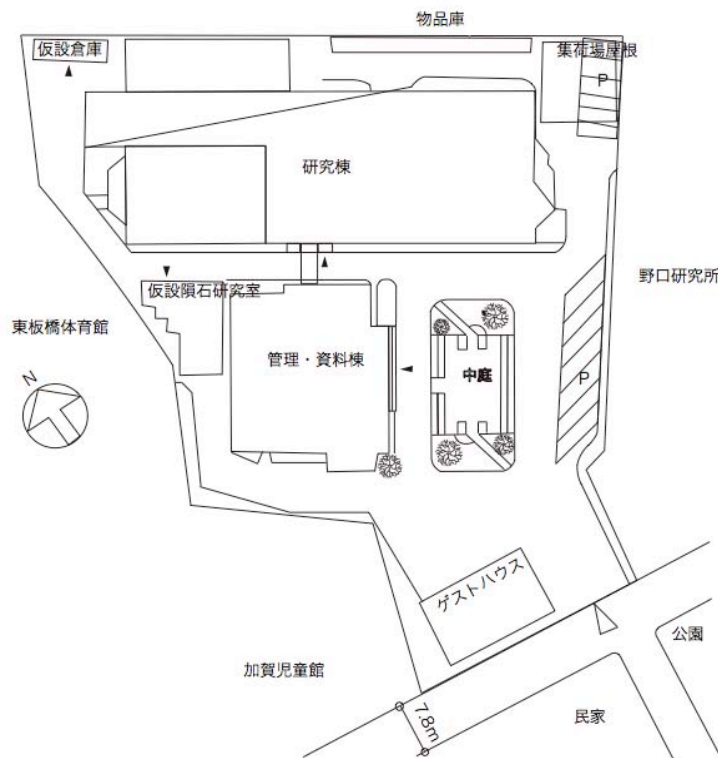 物品庫
仮設倉庫
集荷場屋根
P
研究棟
野口研究所
仮設隕石研究室
東板橋体育館
管理・資料棟
中庭
P
N
ゲストハウス
公園
加賀児童館
7.8m
民家